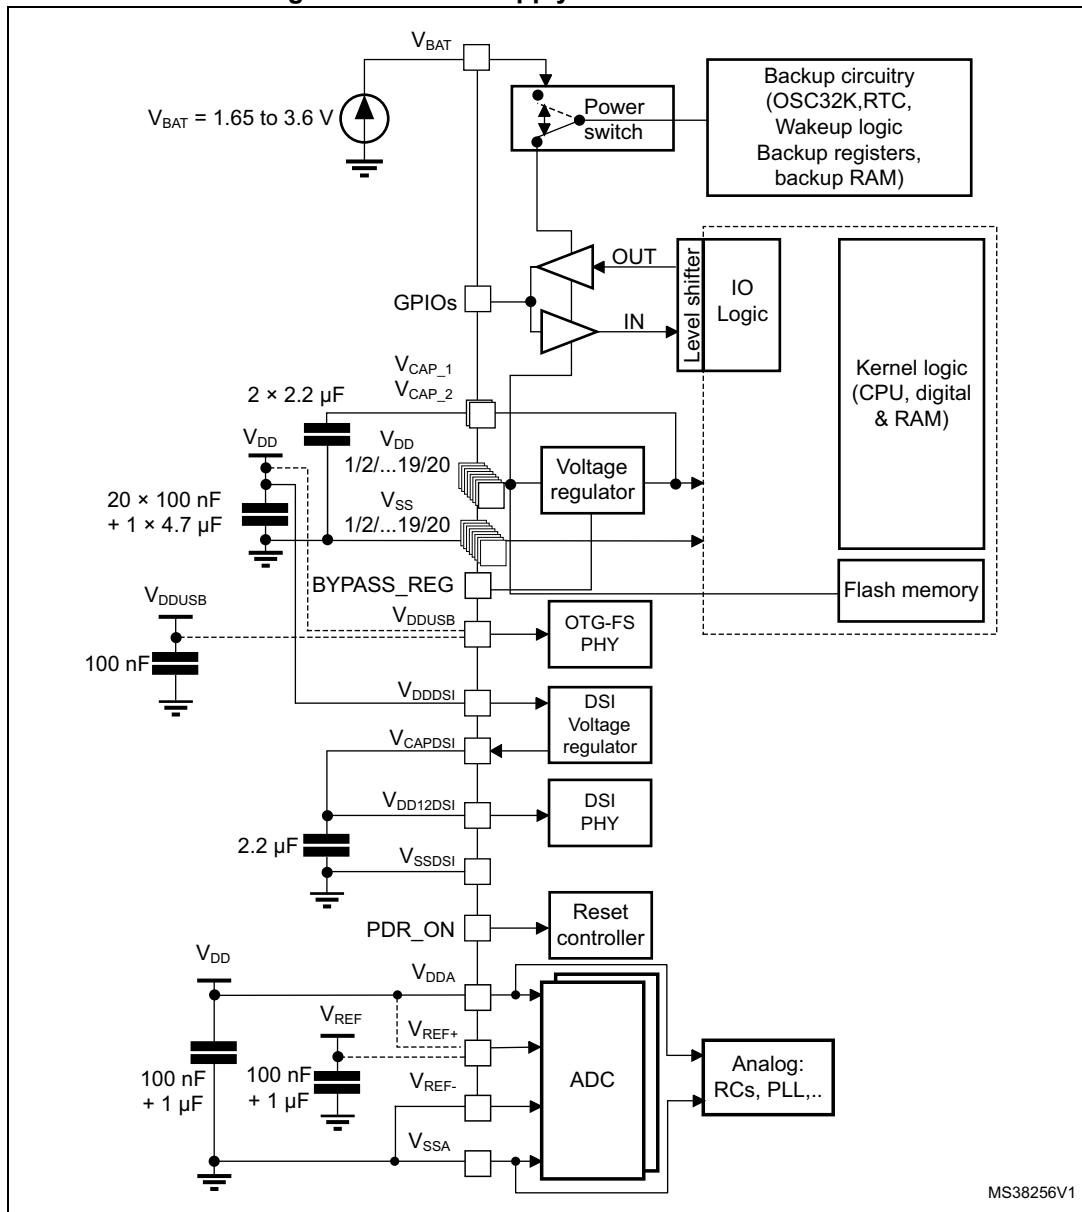 V_BAT
V_BAT = 1.65 to 3.6 V
Power
switch
Backup circuitry
(OSC32K,RTC,
Wakeup logic
Backup registers,
backup RAM)
OUT
GPIOs
IN
Level shifter
IO
Logic
Kernel logic
(CPU, digital
& RAM)
V_CAP_1
V_CAP_2
2 × 2.2 µF
V_DD
V_DD
1/2/...19/20
Voltage
regulator
20 × 100 nF
+ 1 × 4.7 µF
V_SS
1/2/...19/20
BYPASS_REG
Flash memory
V_DDUSB
V_DDUSB
100 nF
OTG-FS
PHY
V_DDDSI
DSI
Voltage
regulator
V_CAPDSI
V_DD12DSI
DSI
PHY
2.2 µF
V_SSDSI
PDR_ON
Reset
controller
V_DD
V_DDA
V_REF
V_REF+
100 nF
+ 1 µF
100 nF
+ 1 µF
V_REF-
ADC
Analog:
RCs, PLL,..
V_SSA
MS38256V1